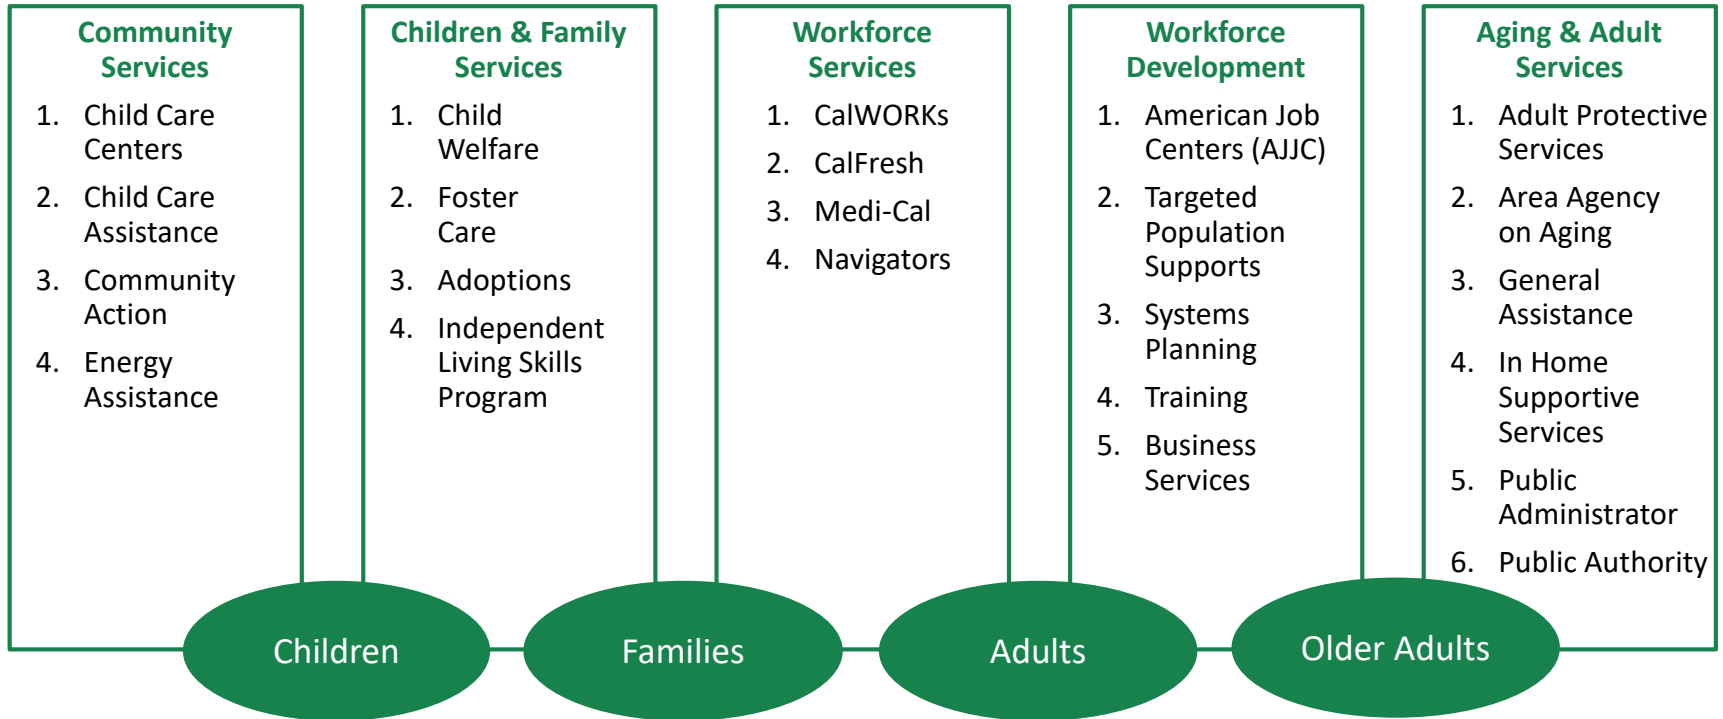 Community
Services
1. Child Care
Centers
2. Child Care
Assistance
3. Community
Action
4. Energy
Assistance
Children & Family
Services
1. Child
Welfare
2. Foster
Care
3. Adoptions
4. Independent
Living Skills
Program
Workforce
Services
1. CalWORKs
2. CalFresh
3. Medi-Cal
4. Navigators
Workforce
Development
1. American Job
Centers (AJJC)
2. Targeted
Population
Supports
3. Systems
Planning
4. Training
5. Business
Services
Aging & Adult
Services
1. Adult Protective
Services
2. Area Agency
on Aging
3. General
Assistance
4. In Home
Supportive
Services
5. Public
Administrator
6. Public Authority
Children
Families
Adults
Older Adults